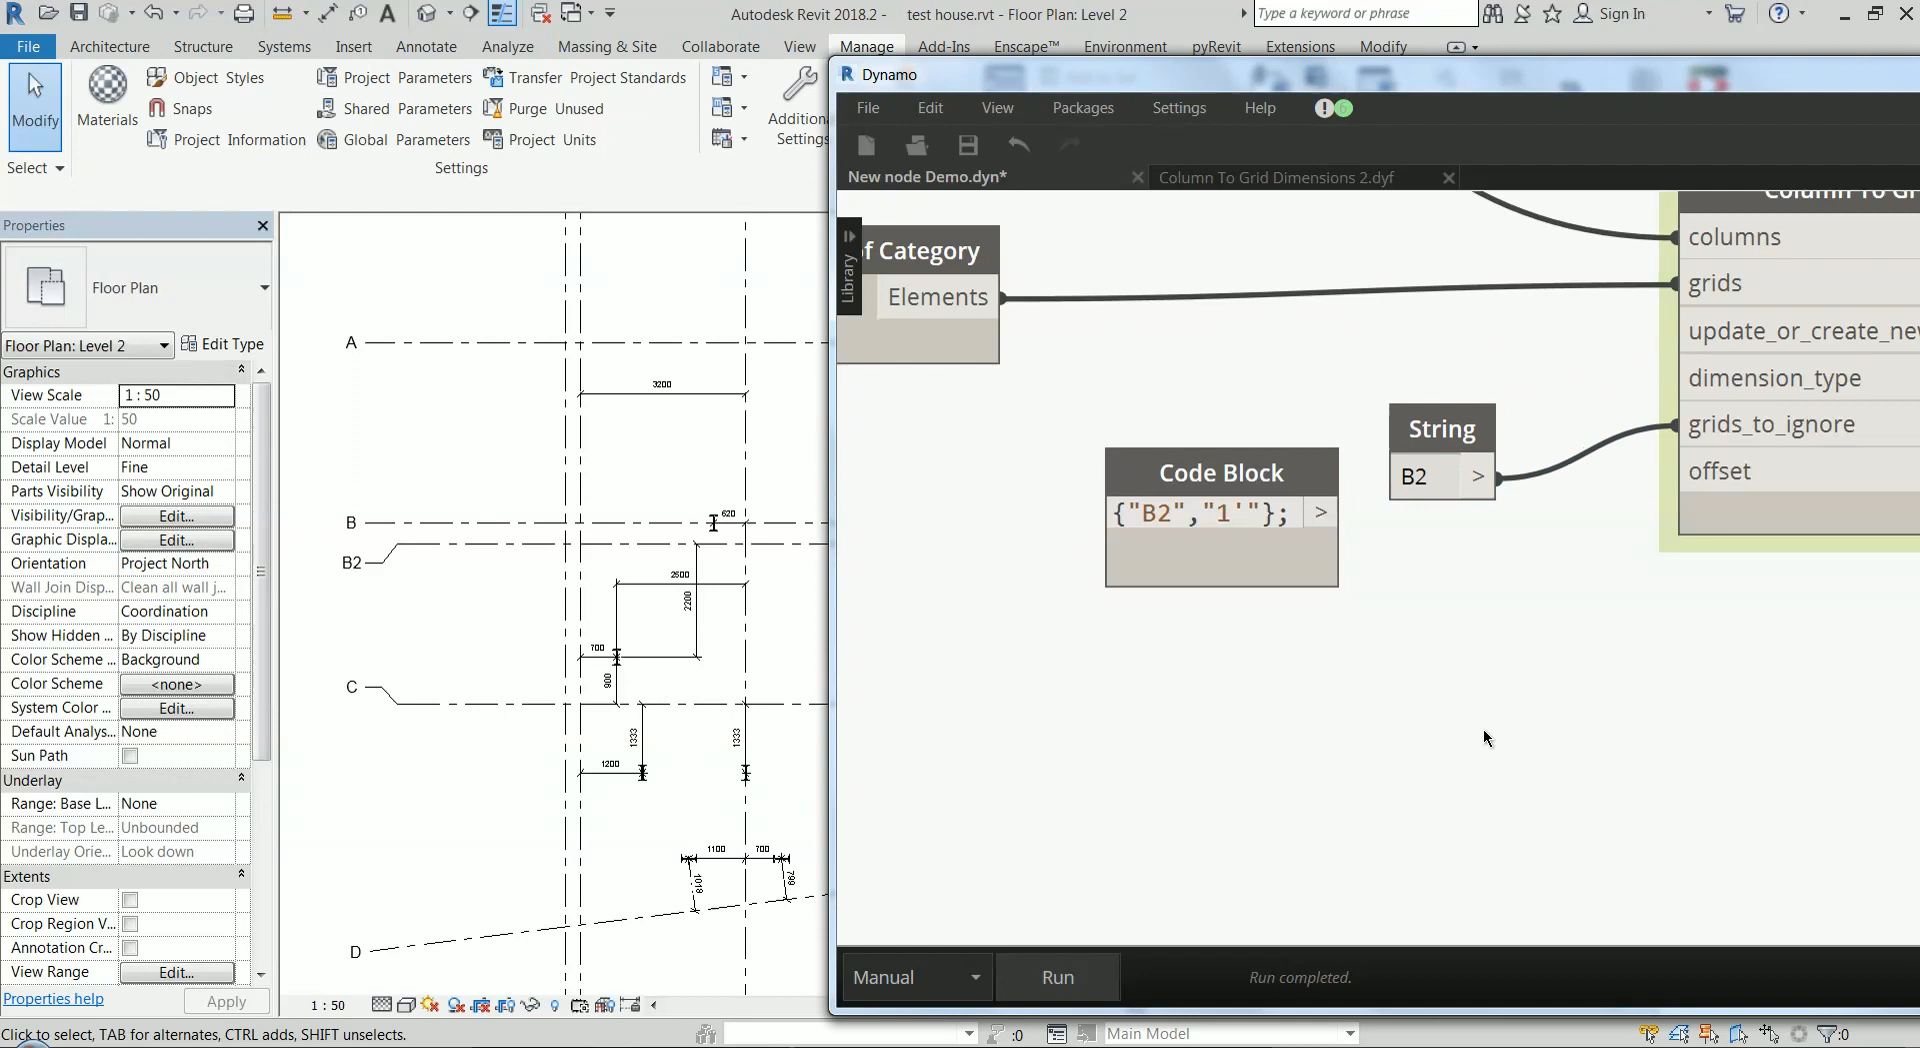 Autodesk Revit 2018.2 - test house.rvt - Floor Plan: Level 2
Type a keyword or phrase
Sign In
File Architecture Structure Systems Insert Annotate Analyze Massing & Site Collaborate View Manage Add-Ins Enscape™ Environment pyRevit Extensions Modify
Modify
Select
Materials
Object Styles
Snaps
Project Information
Project Parameters
Shared Parameters
Global Parameters
Transfer Project Standards
Purge Unused
Project Units
Settings
Additional
Settings
Properties
Floor Plan
Floor Plan: Level 2
Edit Type
Graphics
View Scale 1 : 50
Scale Value 1: 50
Display Model Normal
Detail Level Fine
Parts Visibility Show Original
Visibility/Grap... Edit...
Graphic Displa... Edit...
Orientation Project North
Wall Join Disp... Clean all wall j...
Discipline Coordination
Show Hidden ... By Discipline
Color Scheme ... Background
Color Scheme <none>
System Color ... Edit...
Default Analys... None
Sun Path
Underlay
Range: Base L... None
Range: Top Le... Unbounded
Underlay Orie... Look down
Extents
Crop View
Crop Region V...
Annotation Cr...
View Range Edit...
Properties help
Apply
A
3200
B
620
B2
2500
2200
700
900
C
1333
1333
1200
1100
700
1019
799
D
1 : 50
Dynamo
File Edit View Packages Settings Help
New node Demo.dyn*
Column To Grid Dimensions 2.dyf
Library
of Category
Elements
Column To Gr
columns
grids
update_or_create_new
dimension_type
grids_to_ignore
offset
String
B2 >
Code Block
{"B2","1'"}; >
Manual
Run
Run completed.
Click to select, TAB for alternates, CTRL adds, SHIFT unselects.
:0
Main Model
:0